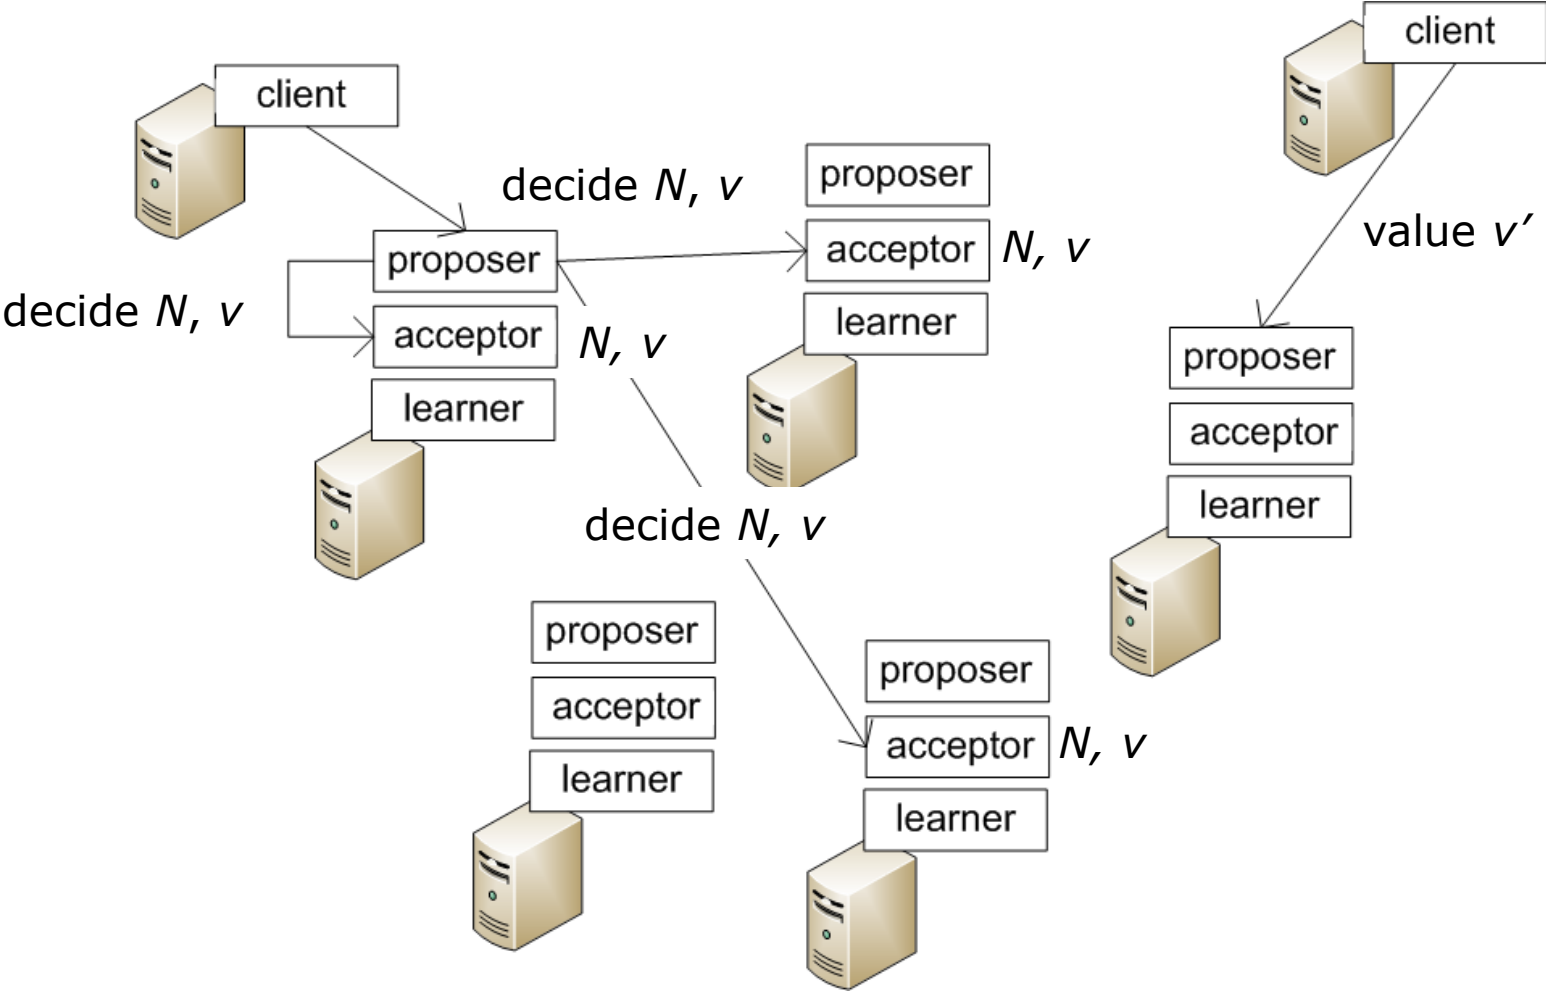 client
client
decide N, v
proposer
acceptor N, v
learner
value v′
proposer
decide N, v
acceptor N, v
learner
proposer
acceptor
learner
decide N, v
proposer
acceptor
learner
proposer
acceptor N, v
learner